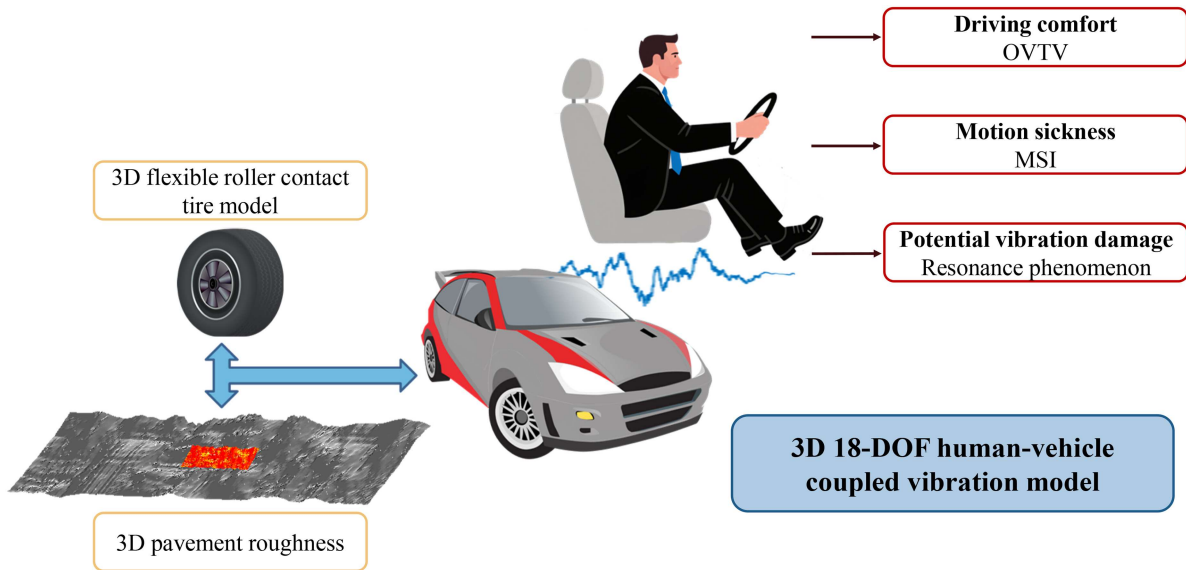 Driving comfort
OVTV
Motion sickness
MSI
Potential vibration damage
Resonance phenomenon
3D flexible roller contact
tire model
3D pavement roughness
3D 18-DOF human-vehicle
coupled vibration model